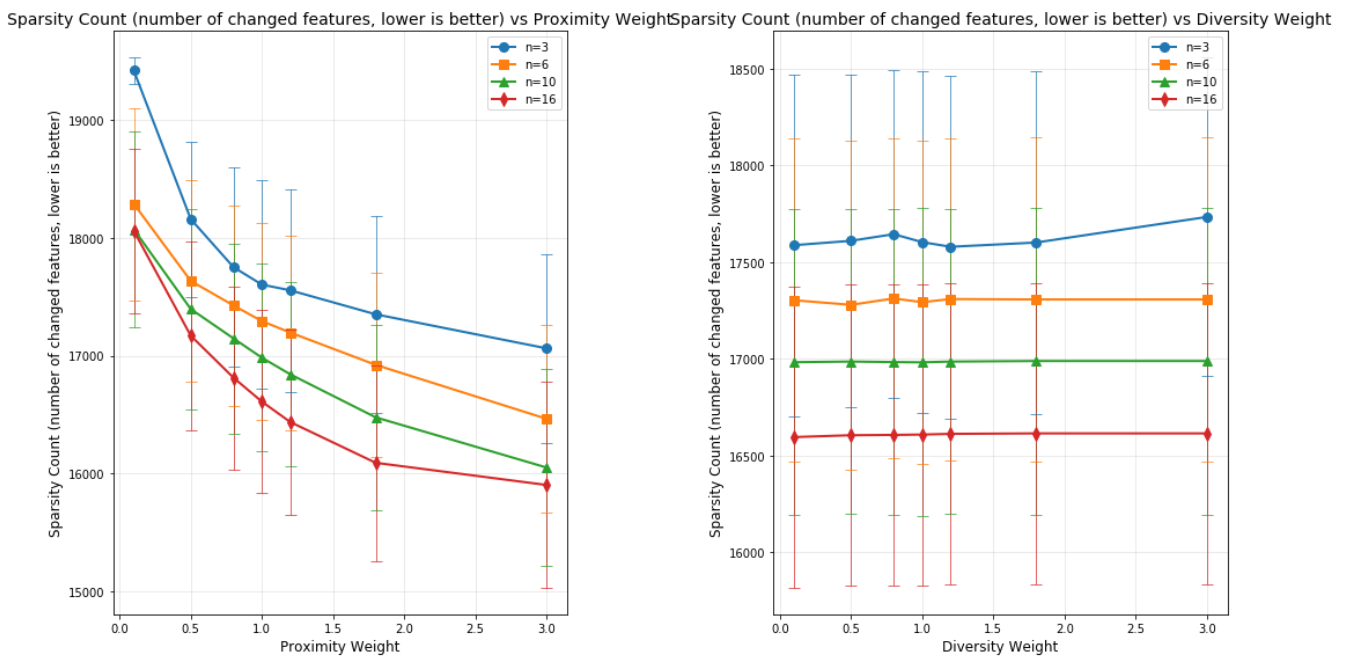 Sparsity Count (number of changed features, lower is better) vs Proximity Weight
Sparsity Count (number of changed features, lower is better)
19000
18000
17000
16000
15000
n=3
n=6
n=10
n=16
0.0 0.5 1.0 1.5 2.0 2.5 3.0
Proximity Weight
Sparsity Count (number of changed features, lower is better) vs Diversity Weight
Sparsity Count (number of changed features, lower is better)
18500
18000
17500
17000
16500
16000
n=3
n=6
n=10
n=16
0.0 0.5 1.0 1.5 2.0 2.5 3.0
Diversity Weight